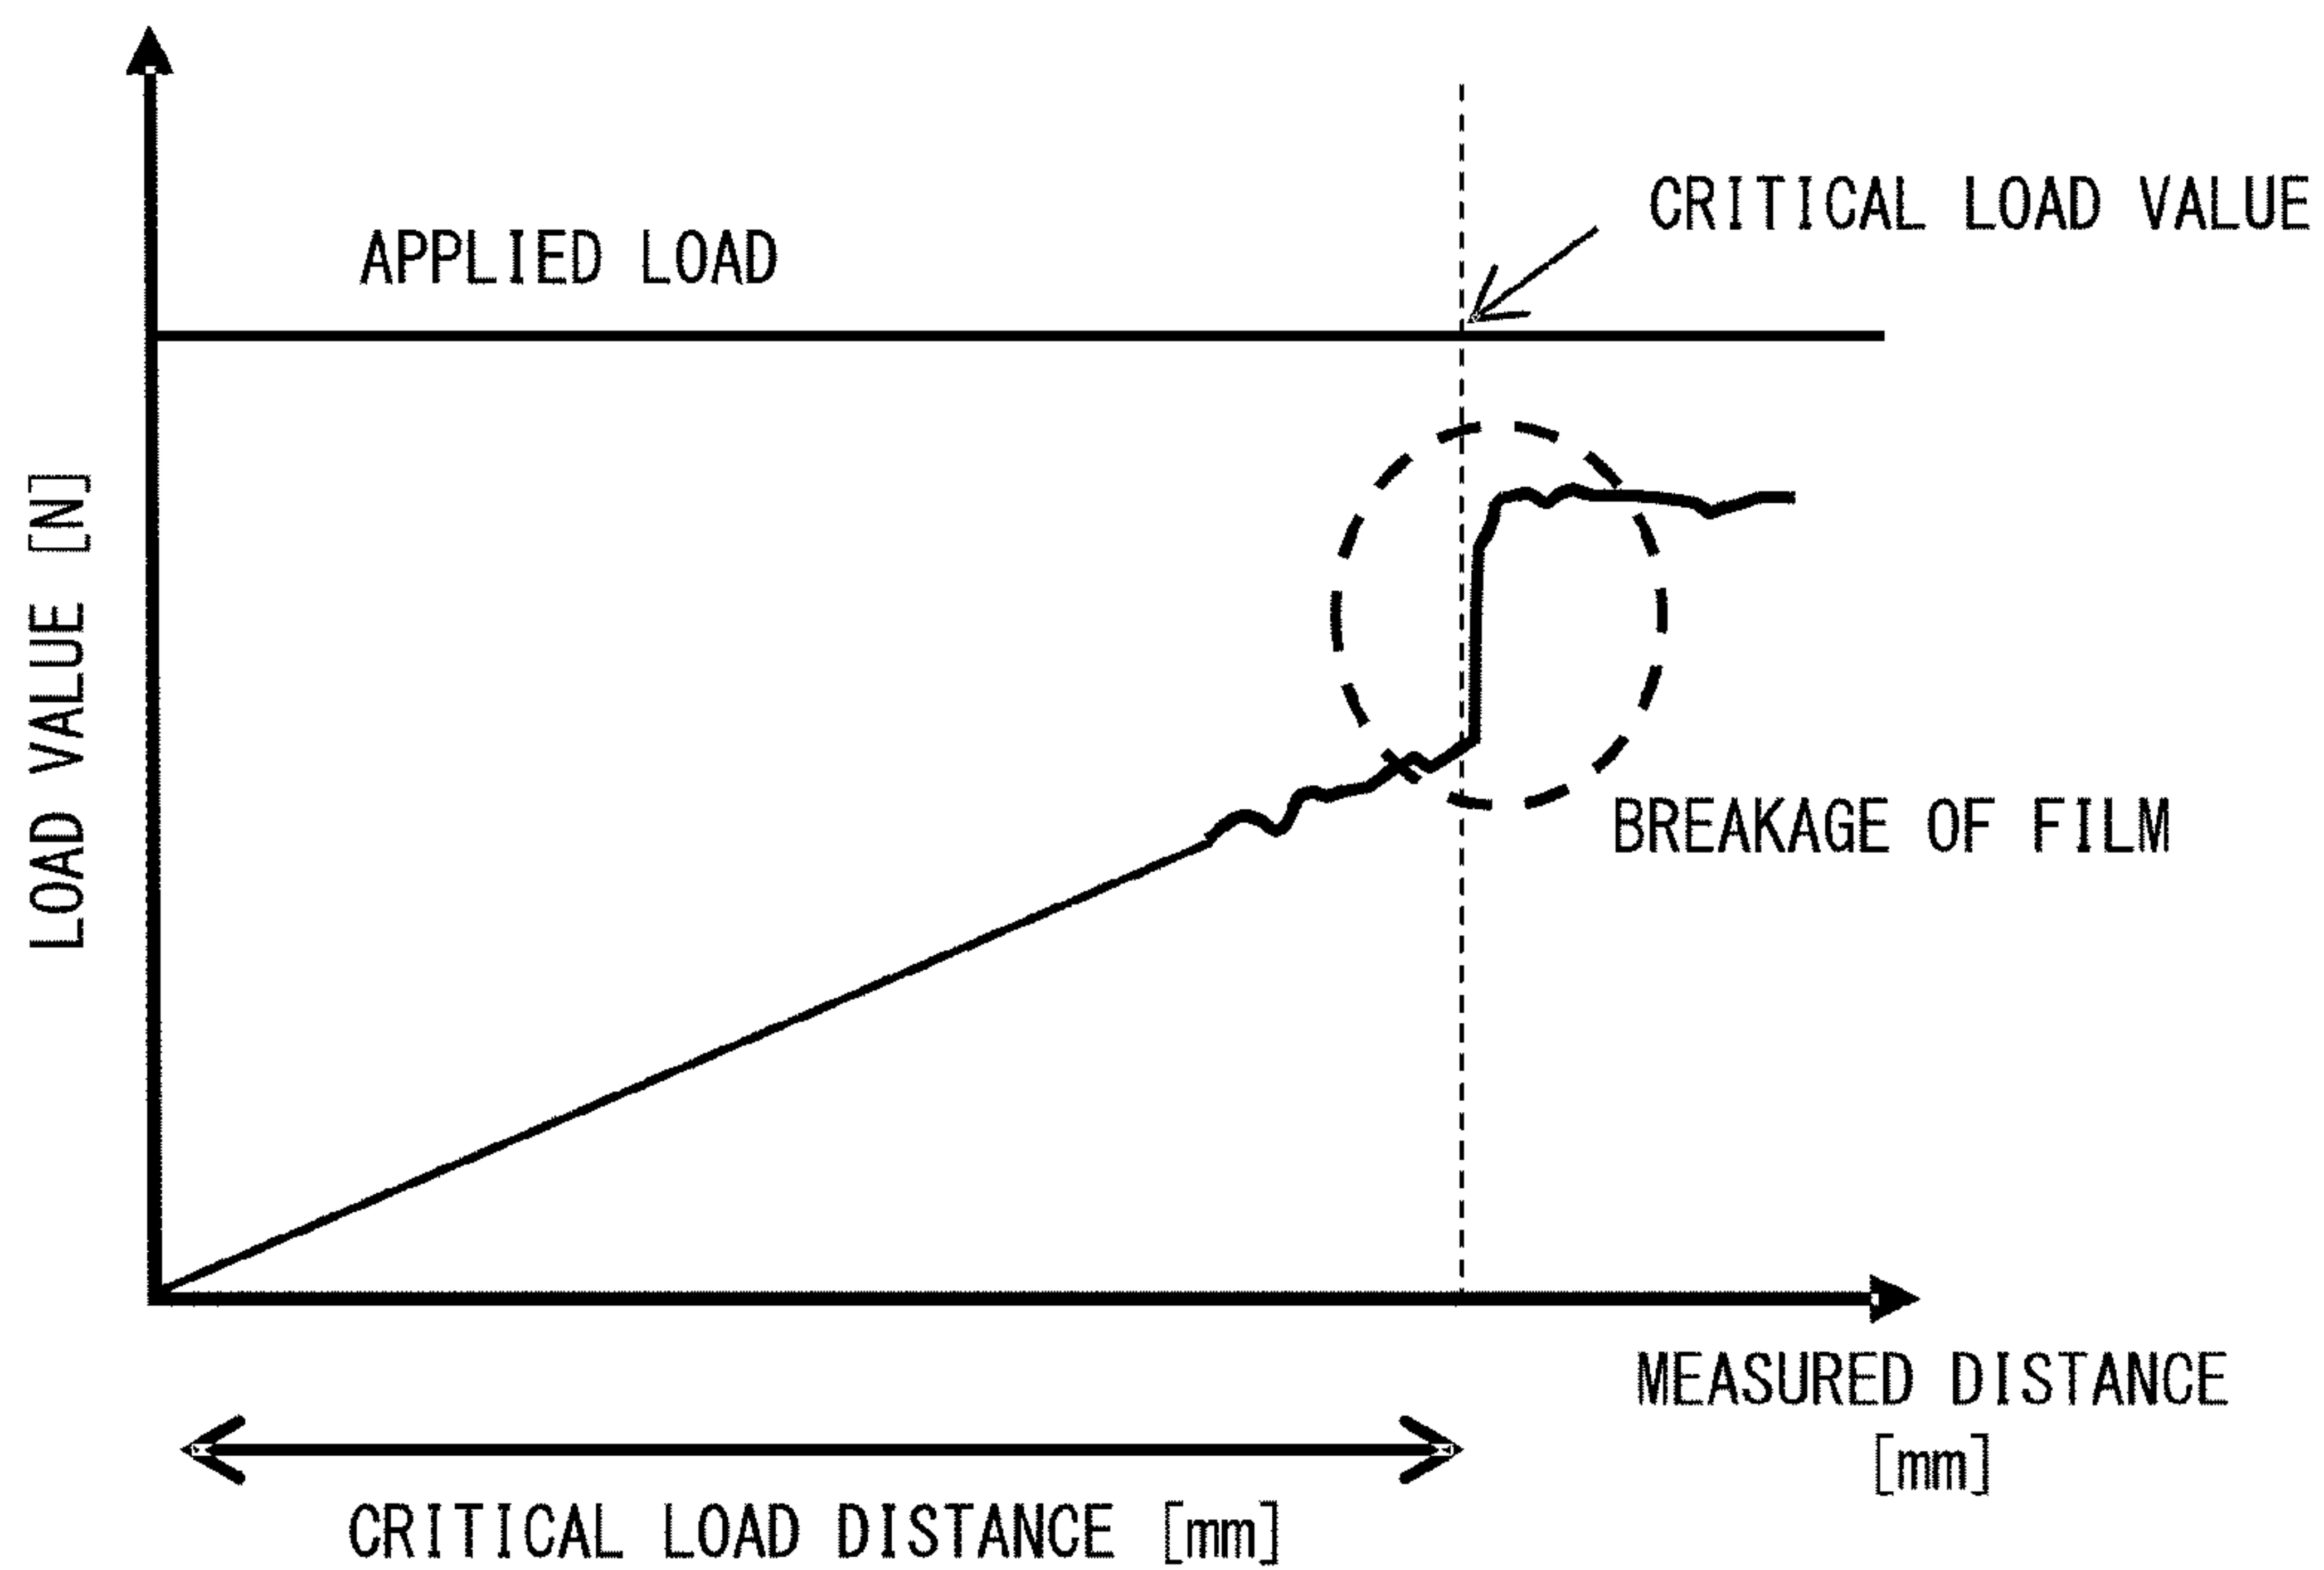 CRITICAL LOAD VALUE
APPLIED LOAD
LOAD VALUE [N]
BREAKAGE OF FILM
MEASURED DISTANCE
[mm]
CRITICAL LOAD DISTANCE [mm]